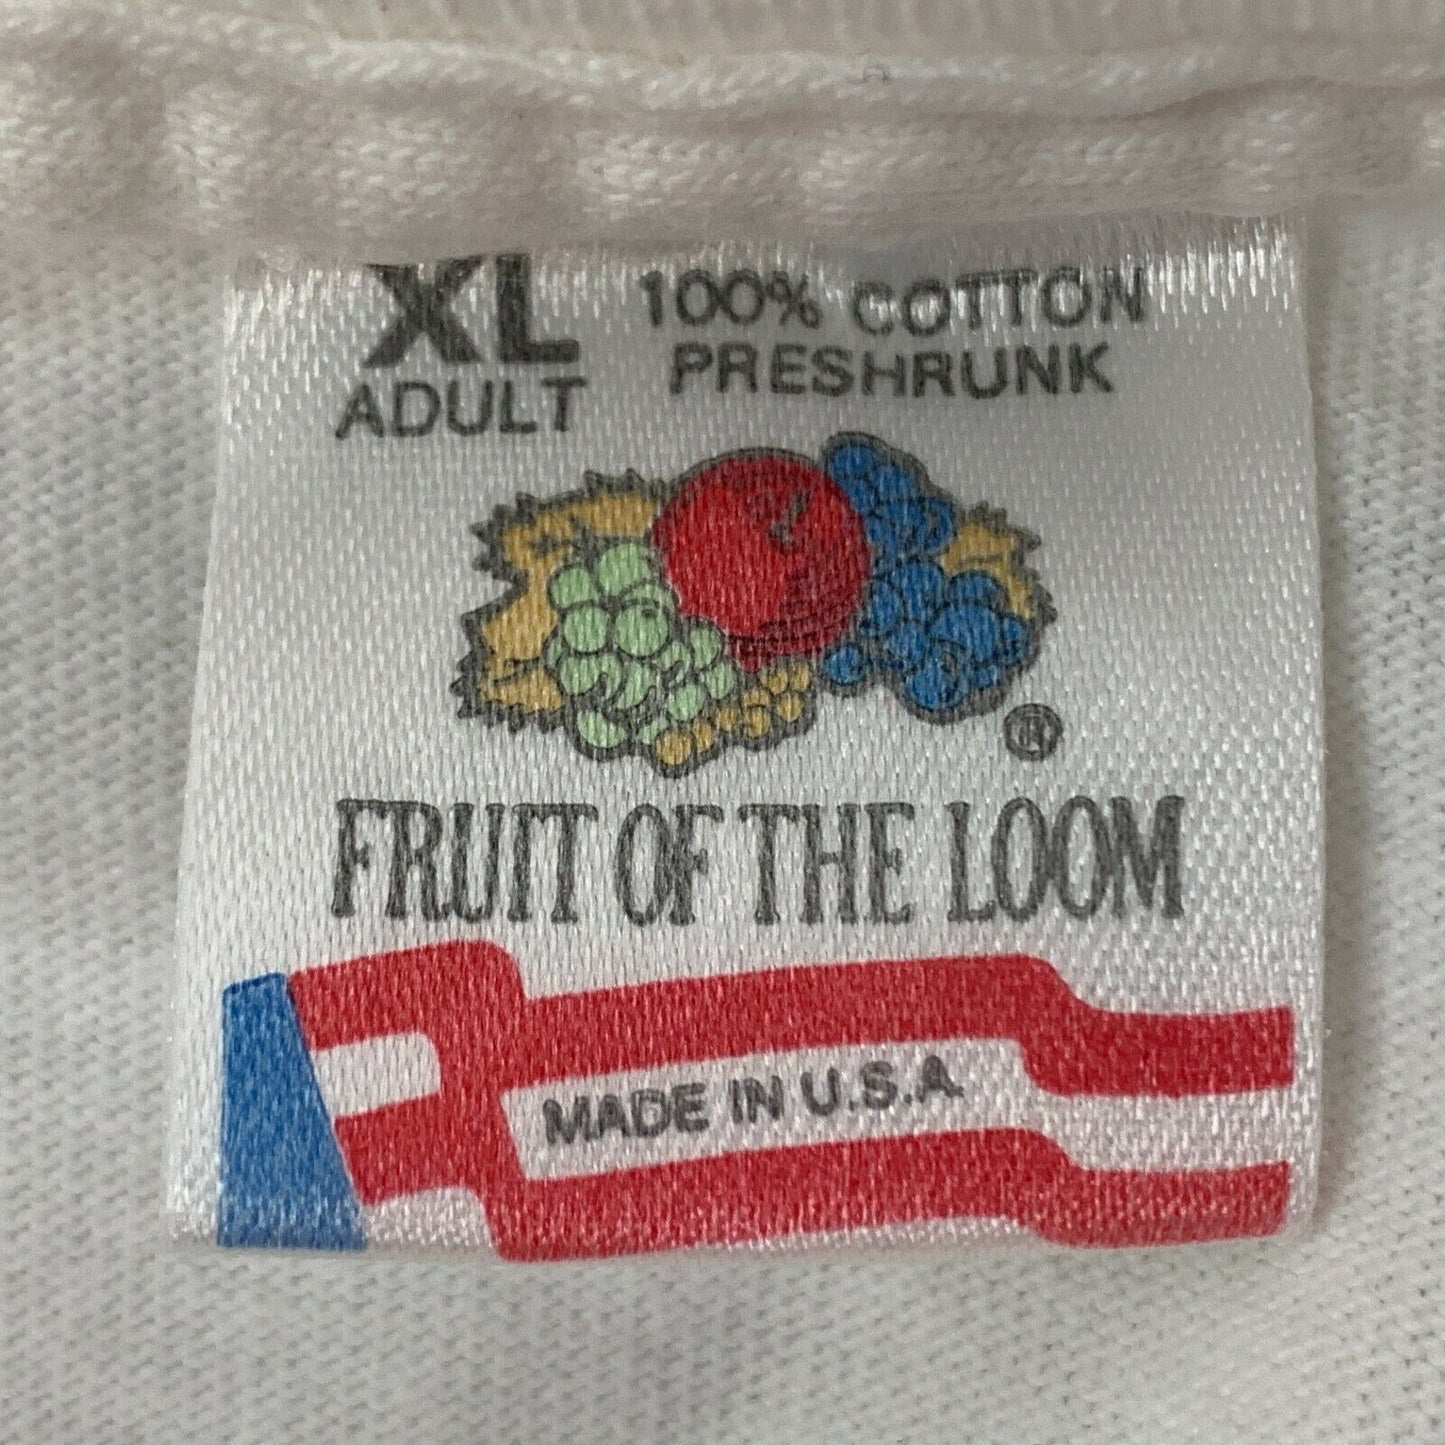 XL
ADULT
100% COTTON
PRESHRUNK
®
FRUIT OF THE LOOM
MADE IN U.S.A.